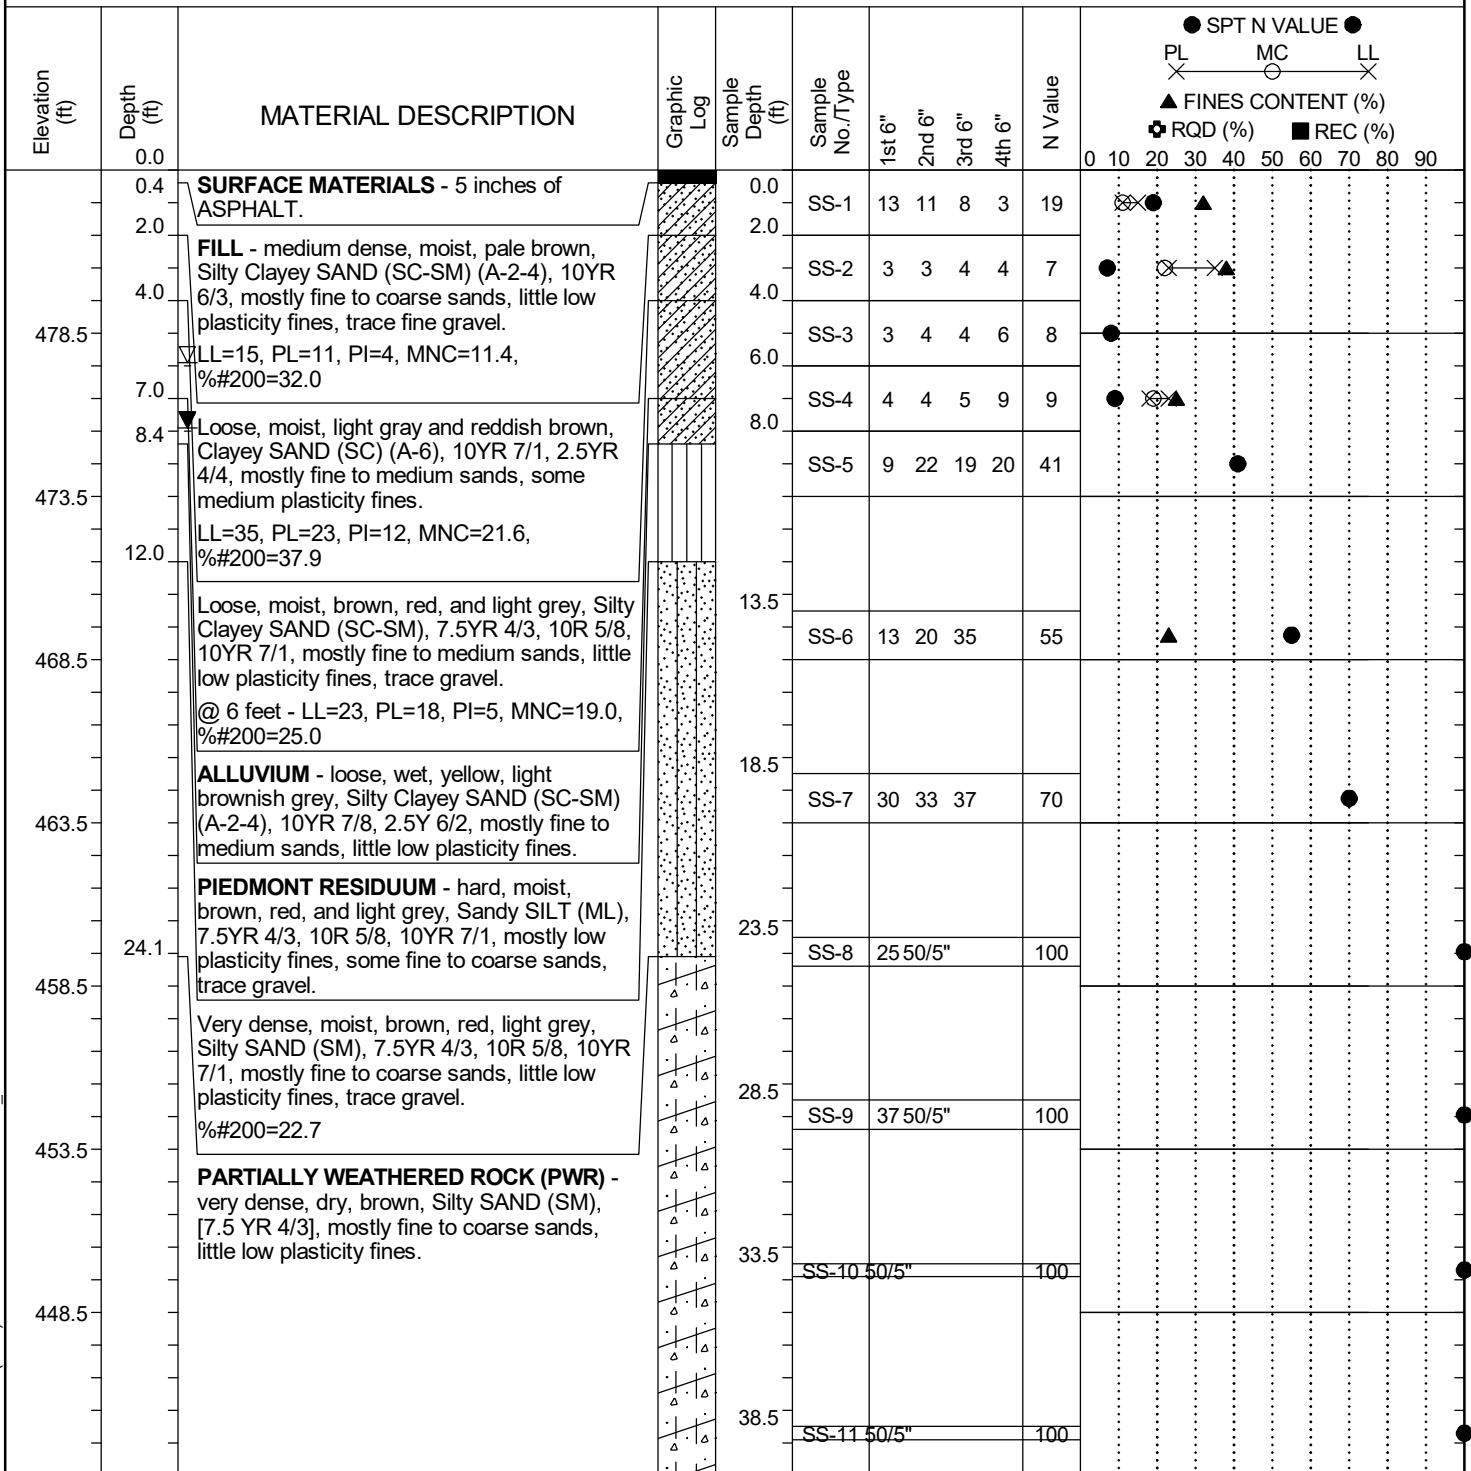 ● SPT N VALUE ●
PL MC LL
▲ FINES CONTENT (%)
RQD (%) ■ REC (%)
Elevation (ft)
Depth (ft)
MATERIAL DESCRIPTION
Graphic Log
Sample Depth (ft)
Sample No./Type
1st 6"
2nd 6"
3rd 6"
4th 6"
N Value
0.0
0 10 20 30 40 50 60 70 80 90
0.4
2.0
4.0
7.0
8.4
12.0
24.1
478.5
473.5
468.5
463.5
458.5
453.5
448.5
SURFACE MATERIALS - 5 inches of
ASPHALT.
FILL - medium dense, moist, pale brown,
Silty Clayey SAND (SC-SM) (A-2-4), 10YR
6/3, mostly fine to coarse sands, little low
plasticity fines, trace fine gravel.
LL=15, PL=11, PI=4, MNC=11.4,
%#200=32.0
Loose, moist, light gray and reddish brown,
Clayey SAND (SC) (A-6), 10YR 7/1, 2.5YR
4/4, mostly fine to medium sands, some
medium plasticity fines.
LL=35, PL=23, PI=12, MNC=21.6,
%#200=37.9
Loose, moist, brown, red, and light grey, Silty
Clayey SAND (SC-SM), 7.5YR 4/3, 10R 5/8,
10YR 7/1, mostly fine to medium sands, little
low plasticity fines, trace gravel.
@ 6 feet - LL=23, PL=18, PI=5, MNC=19.0,
%#200=25.0
ALLUVIUM - loose, wet, yellow, light
brownish grey, Silty Clayey SAND (SC-SM)
(A-2-4), 10YR 7/8, 2.5Y 6/2, mostly fine to
medium sands, little low plasticity fines.
PIEDMONT RESIDUUM - hard, moist,
brown, red, and light grey, Sandy SILT (ML),
7.5YR 4/3, 10R 5/8, 10YR 7/1, mostly low
plasticity fines, some fine to coarse sands,
trace gravel.
Very dense, moist, brown, red, light grey,
Silty SAND (SM), 7.5YR 4/3, 10R 5/8, 10YR
7/1, mostly fine to coarse sands, little low
plasticity fines, trace gravel.
%#200=22.7
PARTIALLY WEATHERED ROCK (PWR) -
very dense, dry, brown, Silty SAND (SM),
[7.5 YR 4/3], mostly fine to coarse sands,
little low plasticity fines.
0.0
2.0
4.0
6.0
8.0
13.5
18.5
23.5
28.5
33.5
38.5
SS-1 13 11 8 3 19
SS-2 3 3 4 4 7
SS-3 3 4 4 6 8
SS-4 4 4 5 9 9
SS-5 9 22 19 20 41
SS-6 13 20 35 55
SS-7 30 33 37 70
SS-8 25 50/5" 100
SS-9 37 50/5" 100
SS-10 50/5" 100
SS-11 50/5" 100